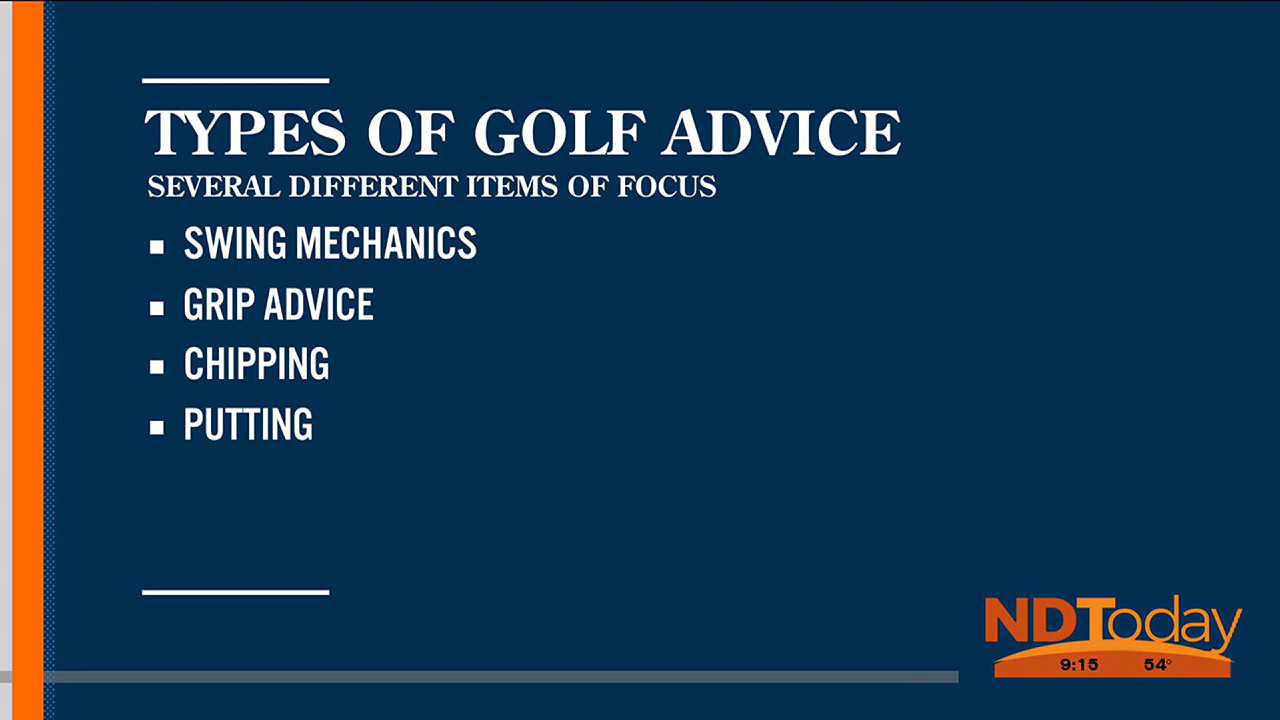 TYPES OF GOLF ADVICE
SEVERAL DIFFERENT ITEMS OF FOCUS
▪ SWING MECHANICS
▪ GRIP ADVICE
▪ CHIPPING
▪ PUTTING
NDToday
9:15 54°